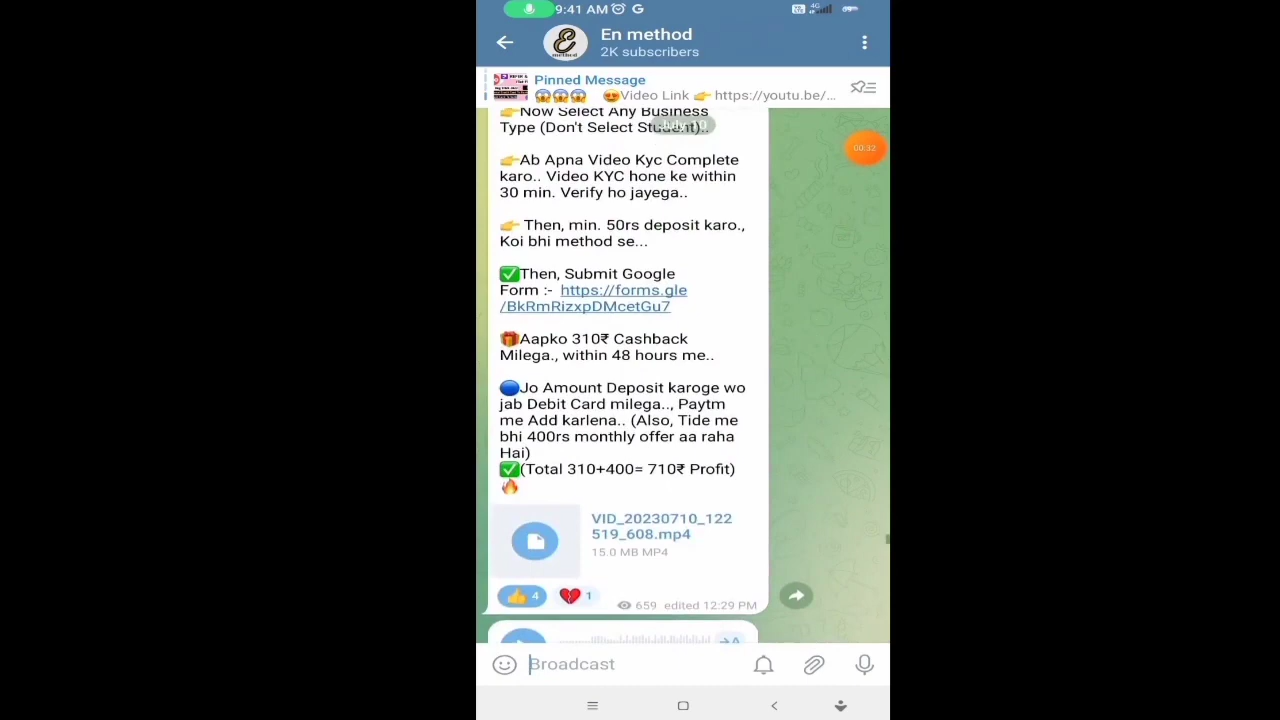 9:41 AM G
4G
En method
2K subscribers
Pinned Message
😱😱😱 😍Video Link 👉 https://youtu.be/...
👉Now Select Any Business
Type (Don't Select Student)..
July 10
00:32
👉Ab Apna Video Kyc Complete
karo.. Video KYC hone ke within
30 min. Verify ho jayega..
👉 Then, min. 50rs deposit karo.,
Koi bhi method se...
✅Then, Submit Google
Form :- https://forms.gle
/BkRmRizxpDMcetGu7
🎁Aapko 310₹ Cashback
Milega., within 48 hours me..
🔵Jo Amount Deposit karoge wo
jab Debit Card milega.., Paytm
me Add karlena.. (Also, Tide me
bhi 400rs monthly offer aa raha
Hai)
✅(Total 310+400= 710₹ Profit)
🔥
VID_20230710_122
519_608.mp4
15.0 MB MP4
👍 4 💔 1
659 edited 12:29 PM
→A
Broadcast